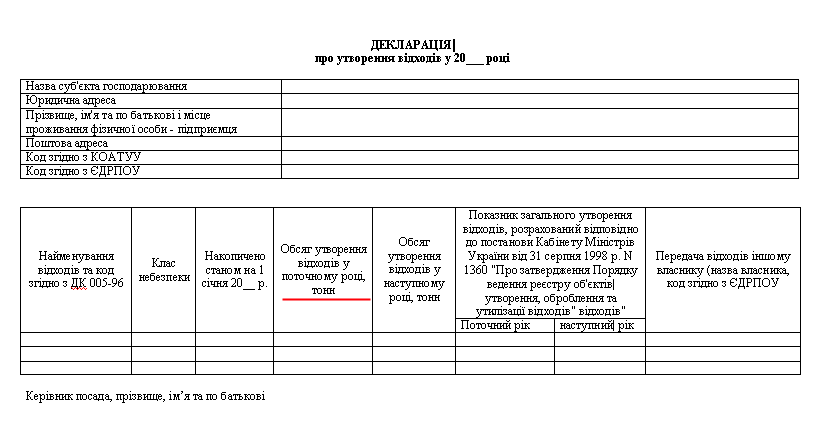 ДЕКЛАРАЦІЯ
про утворення відходів у 20___ році
Назва суб'єкта господарювання
Юридична адреса
Прізвище, ім'я та по батькові і місце
проживання фізичної особи - підприємця
Поштова адреса
Код згідно з КОАТУУ
Код згідно з ЄДРПОУ
Найменування
відходів та код
згідно з ДК 005-96
Клас
небезпеки
Накопичено
станом на 1
січня 20__ р.
Обсяг утворення
відходів у
поточному році,
тонн
Обсяг
утворення
відходів у
наступному
році, тонн
Показник загального утворення
відходів, розрахований відповідно
до постанови Кабінету Міністрів
України від 31 серпня 1998 р. N
1360 "Про затвердження Порядку
ведення реєстру об'єктів
утворення, оброблення та
утилізації відходів" відходів"
Поточний рік
наступний рік
Передача відходів іншому
власнику (назва власника,
код згідно з ЄДРПОУ
Керівник посада, прізвище, ім’я та по батькові